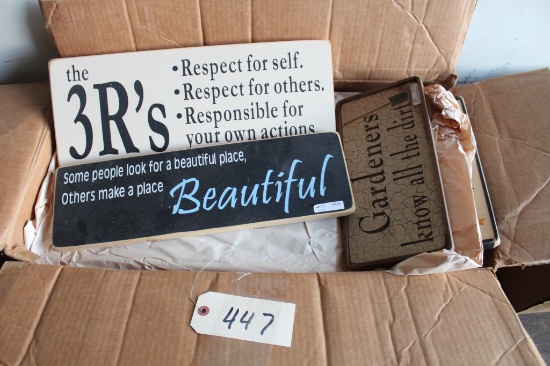 the
3R's
•Respect for self.
•Respect for others.
•Responsible for
your own actions
Some people look for a beautiful place,
Others make a place
Beautiful
Gardeners
know all the dirt
447